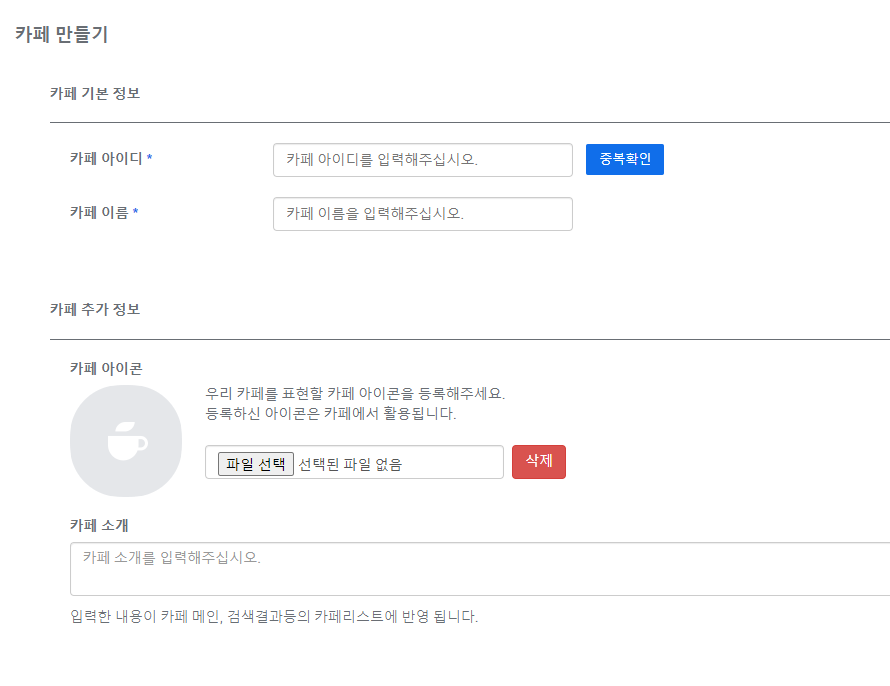 카페 만들기
카페 기본 정보
카페 아이디 * 카페 아이디를 입력해주십시오. 중복확인
카페 이름 * 카페 이름을 입력해주십시오.
카페 추가 정보
카페 아이콘
우리 카페를 표현할 카페 아이콘을 등록해주세요.
등록하신 아이콘은 카페에서 활용됩니다.
파일 선택 선택된 파일 없음 삭제
카페 소개
카페 소개를 입력해주십시오.
입력한 내용이 카페 메인, 검색결과등의 카페리스트에 반영 됩니다.